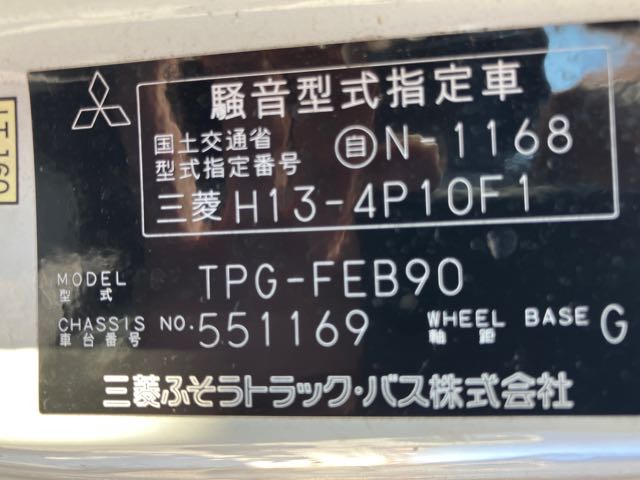 騒音型式指定車
国土交通省
型式指定番号
自 N-1168
三菱 H13-4P10F1
MODEL
型式
TPG-FEB90
CHASSIS NO.
車台番号
551169
WHEEL BASE
軸距
G
三菱ふそうトラック・バス株式会社